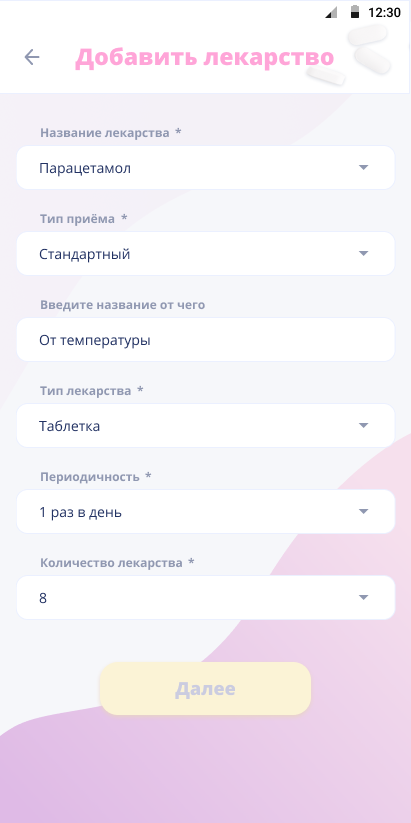 12:30
Добавить лекарство
Название лекарства *
Парацетамол
Тип приёма *
Стандартный
Введите название от чего
От температуры
Тип лекарства *
Таблетка
Периодичность *
1 раз в день
Количество лекарства *
8
Далее